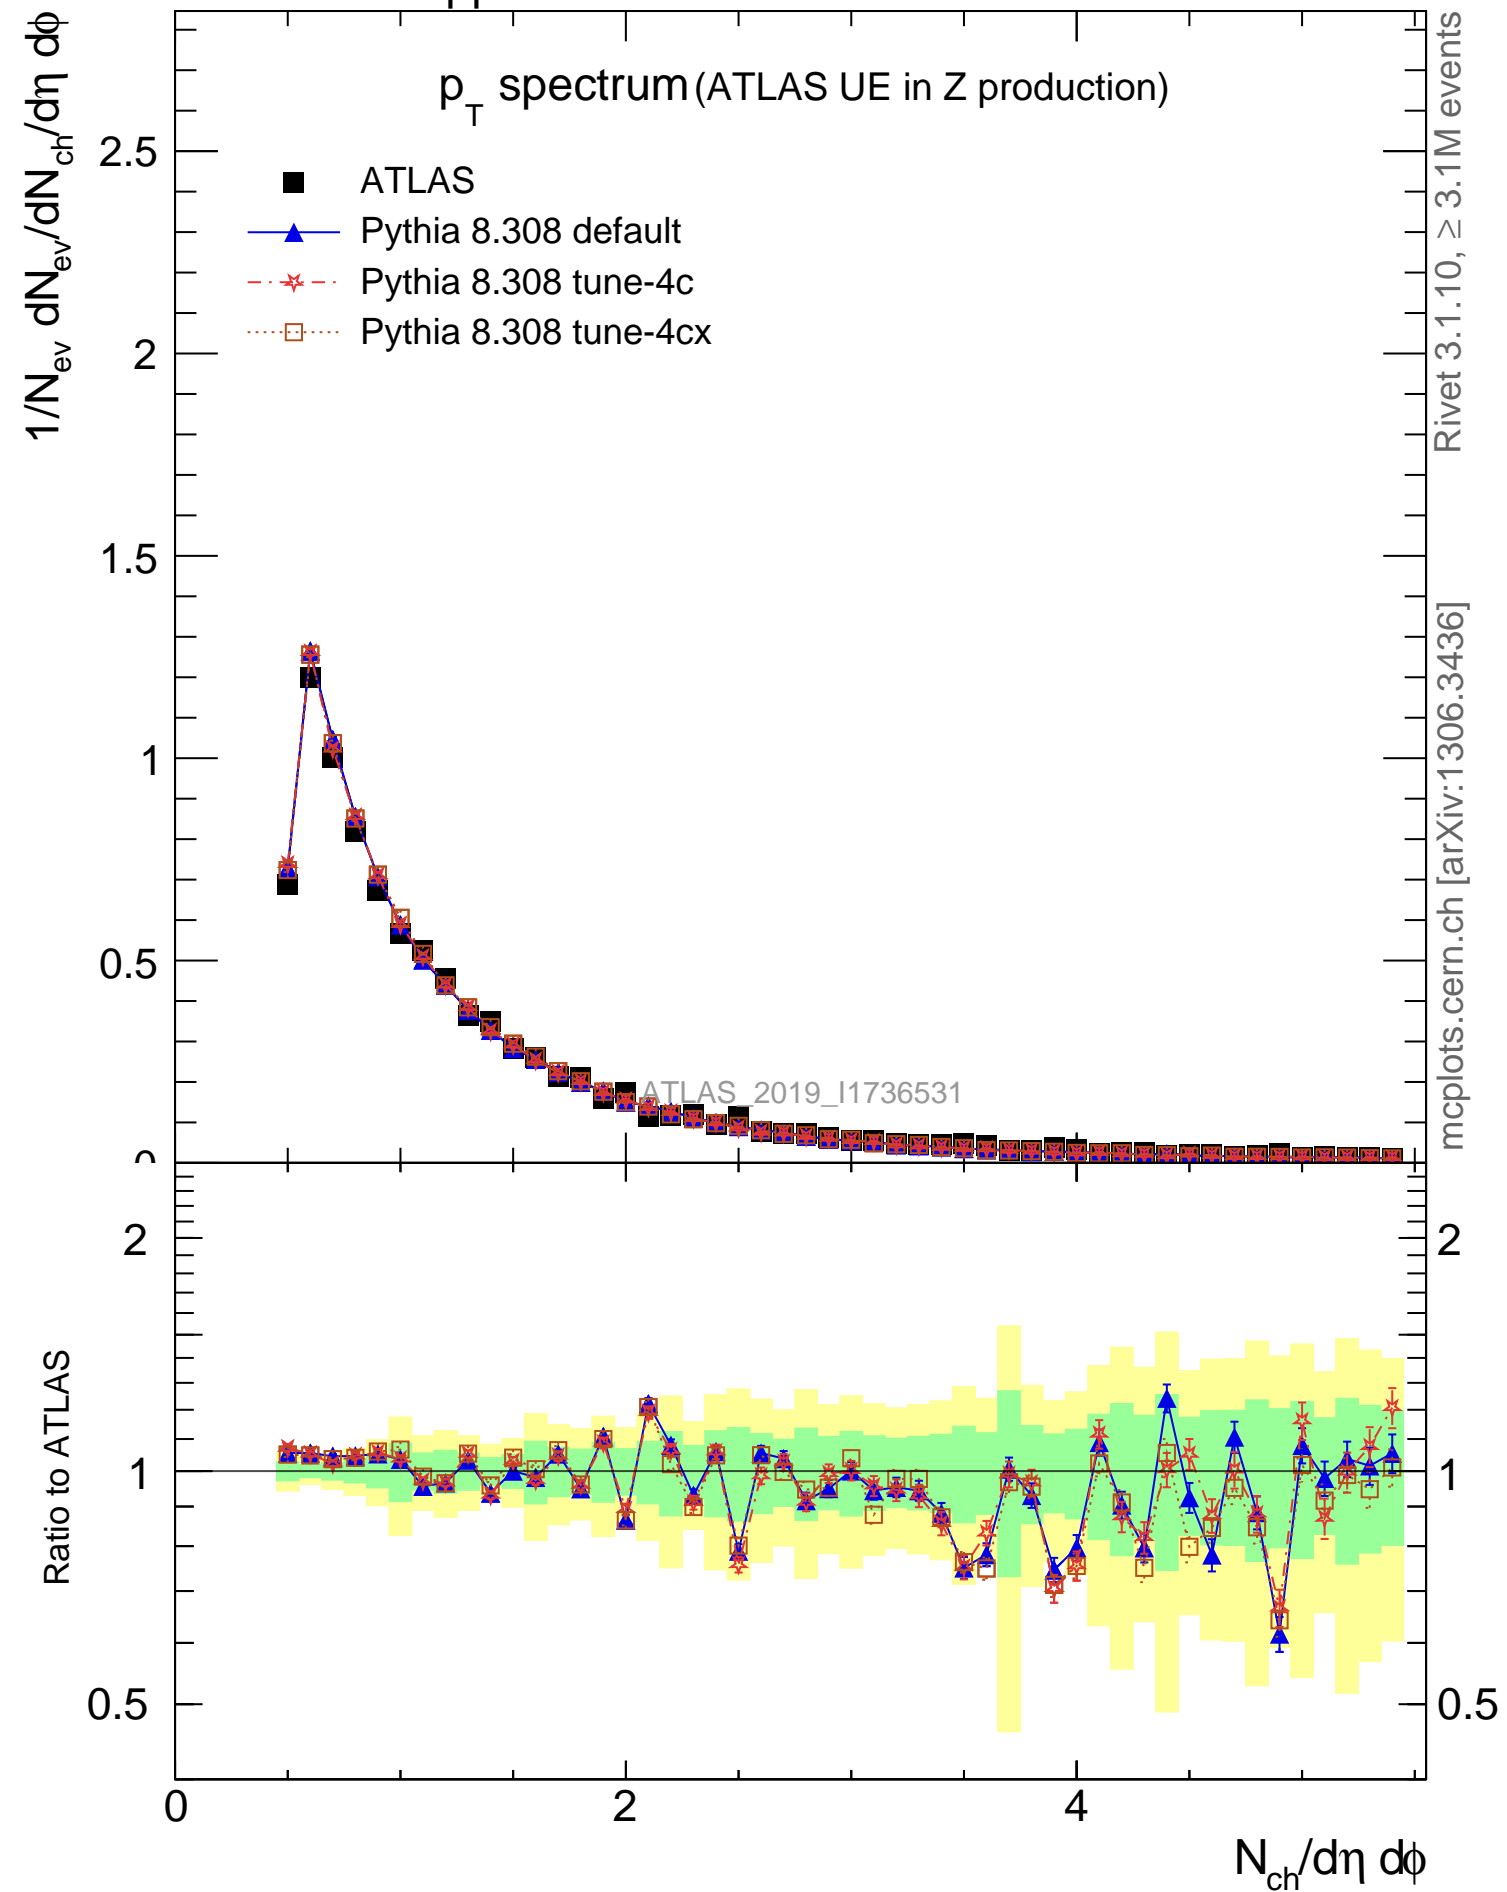 p_T spectrum (ATLAS UE in Z production)
1/N_ev dN_ev/dN_ch/dη dϕ
ATLAS
Pythia 8.308 default
Pythia 8.308 tune-4c
Pythia 8.308 tune-4cx
2.5
2
1.5
1
0.5
0
ATLAS_2019_I1736531
Rivet 3.1.10, ≥ 3.1M events
mcplots.cern.ch [arXiv:1306.3436]
Ratio to ATLAS
2
1
0.5
2
1
0.5
0 2 4
N_ch/dη dϕ